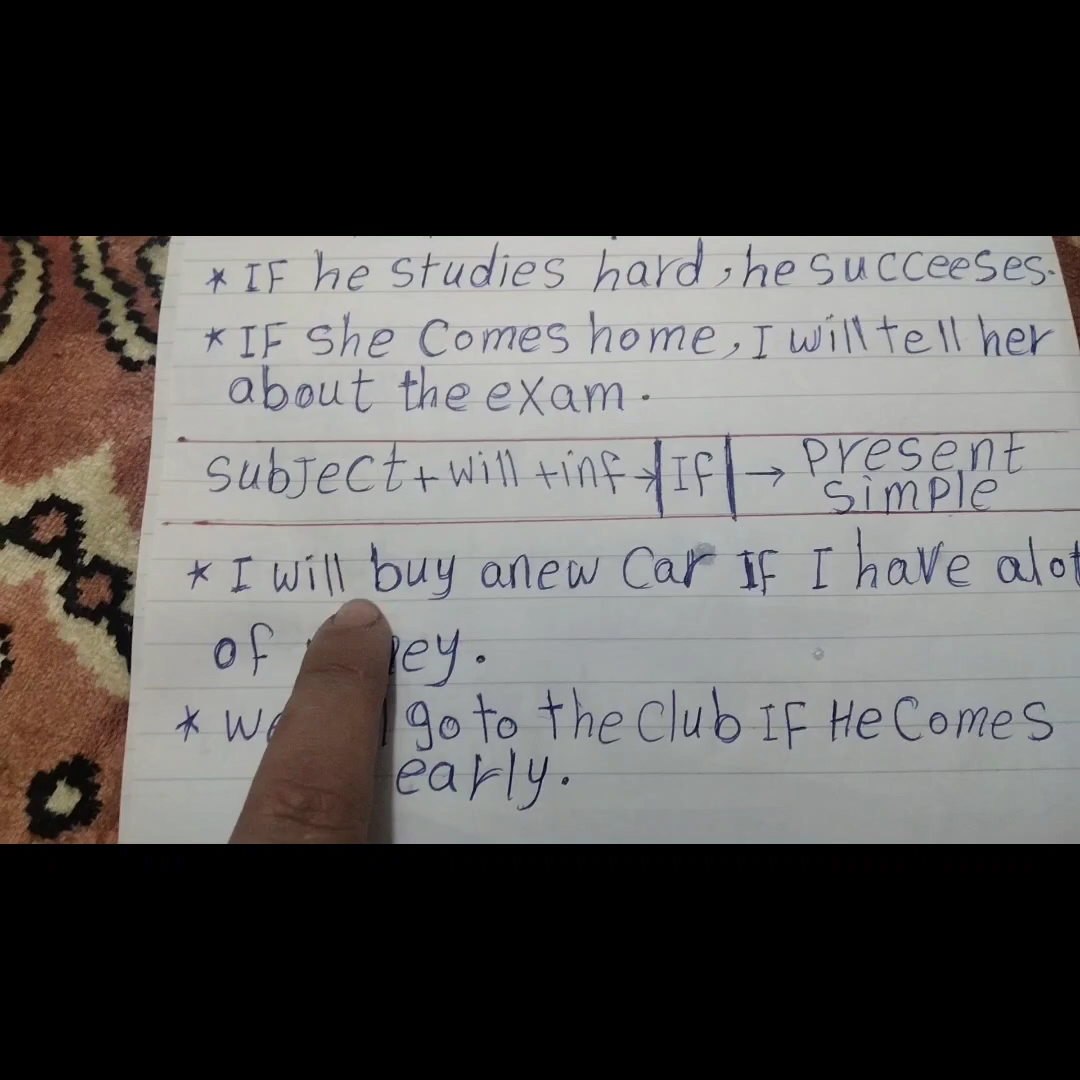 * IF he studies hard, he succeeses.
* IF she Comes home, I will tell her
about the exam.
subject + will + inf → If → present
simple
* I will buy anew Car IF I have alot
of
* go to the Club IF He Comes
early.